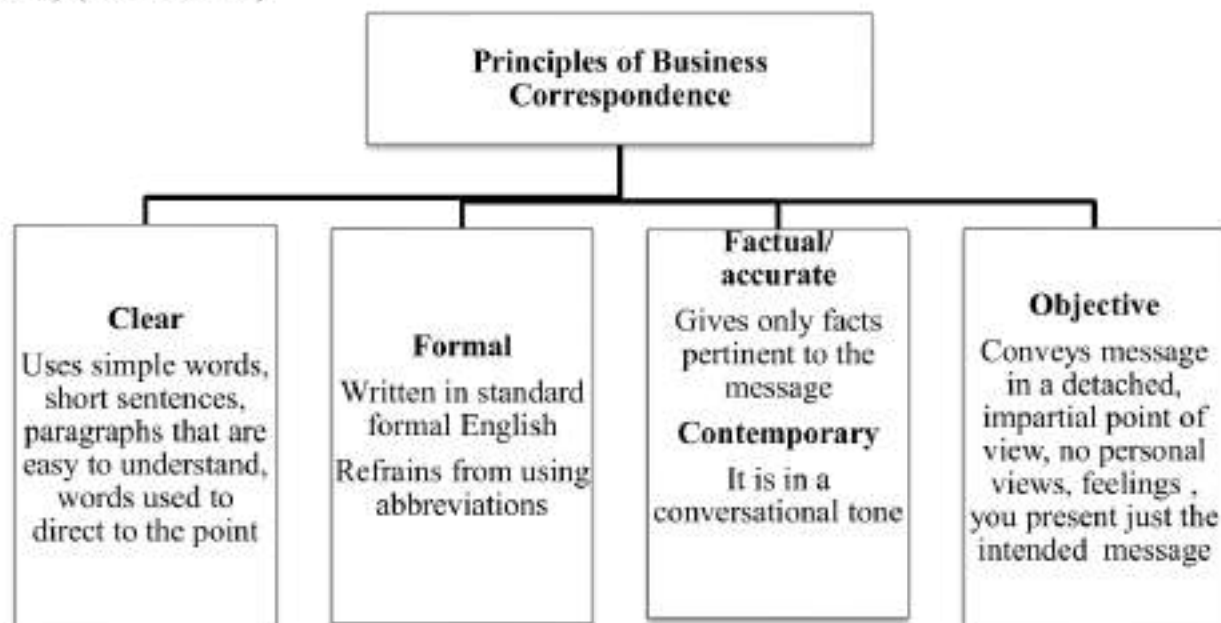 Principles of Business
Correspondence
Clear
Uses simple words,
short sentences,
paragraphs that are
easy to understand,
words used to
direct to the point
Formal
Written in standard
formal English
Refrains from using
abbreviations
Factual/
accurate
Gives only facts
pertinent to the
message
Contemporary
It is in a
conversational tone
Objective
Conveys message
in a detached,
impartial point of
view, no personal
views, feelings ,
you present just the
intended message